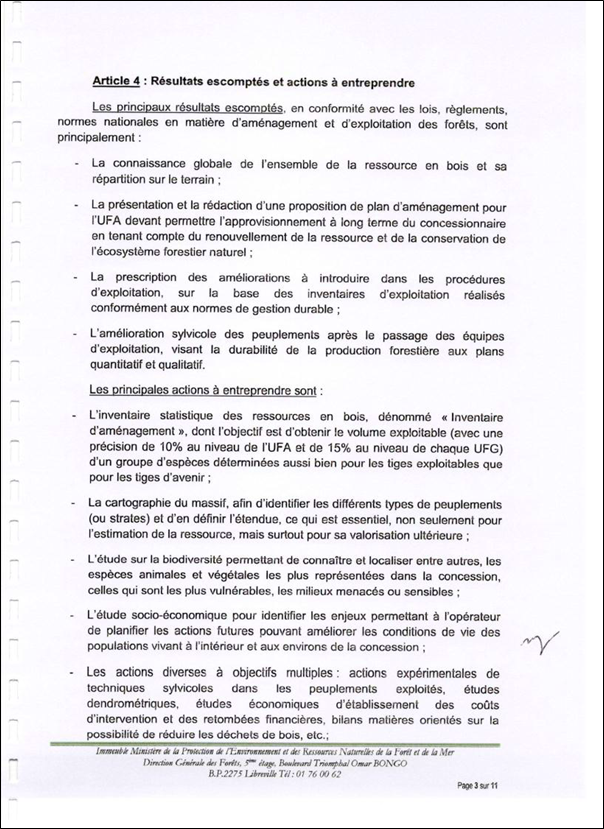 Article 4 : Résultats escomptés et actions à entreprendre
Les principaux résultats escomptés, en conformité avec les lois, règlements,
normes nationales en matière d'aménagement et d'exploitation des forêts, sont
principalement :
- La connaissance globale de l'ensemble de la ressource en bois et sa
répartition sur le terrain ;
- La présentation et la rédaction d'une proposition de plan d'aménagement pour
l'UFA devant permettre l'approvisionnement à long terme du concessionnaire
en tenant compte du renouvellement de la ressource et de la conservation de
l'écosystème forestier naturel ;
- La prescription des améliorations à introduire dans les procédures
d'exploitation, sur la base des inventaires d'exploitation réalisés
conformément aux normes de gestion durable ;
- L'amélioration sylvicole des peuplements après le passage des équipes
d'exploitation, visant la durabilité de la production forestière aux plans
quantitatif et qualitatif.
Les principales actions à entreprendre sont :
- L'inventaire statistique des ressources en bois, dénommé « Inventaire
d'aménagement », dont l'objectif est d'obtenir le volume exploitable (avec une
précision de 10% au niveau de l'UFA et de 15% au niveau de chaque UFG)
d'un groupe d'espèces déterminées aussi bien pour les tiges exploitables que
pour les tiges d'avenir ;
- La cartographie du massif, afin d'identifier les différents types de peuplements
(ou strates) et d'en définir l'étendue, ce qui est essentiel, non seulement pour
l'estimation de la ressource, mais surtout pour sa valorisation ultérieure ;
- L'étude sur la biodiversité permettant de connaître et localiser entre autres, les
espèces animales et végétales les plus représentées dans la concession,
celles qui sont les plus vulnérables, les milieux menacés ou sensibles ;
- L'étude socio-économique pour identifier les enjeux permettant à l'opérateur
de planifier les actions futures pouvant améliorer les conditions de vie des
populations vivant à l'intérieur et aux environs de la concession ;
- Les actions diverses à objectifs multiples : actions expérimentales de
techniques sylvicoles dans les peuplements exploités, études
dendrométriques, études économiques d'établissement des coûts
d'intervention et des retombées financières, bilans matières orientés sur la
possibilité de réduire les déchets de bois, etc.;
Immeuble Ministère de la Protection de l'Environnement et des Ressources Naturelles de la Forêt et de la Mer
Direction Générale des Forêts, 5ème étage, Boulevard Triomphal Omar BONGO
B.P.2275 Libreville Tél : 01 76 00 62
Page 3 sur 11